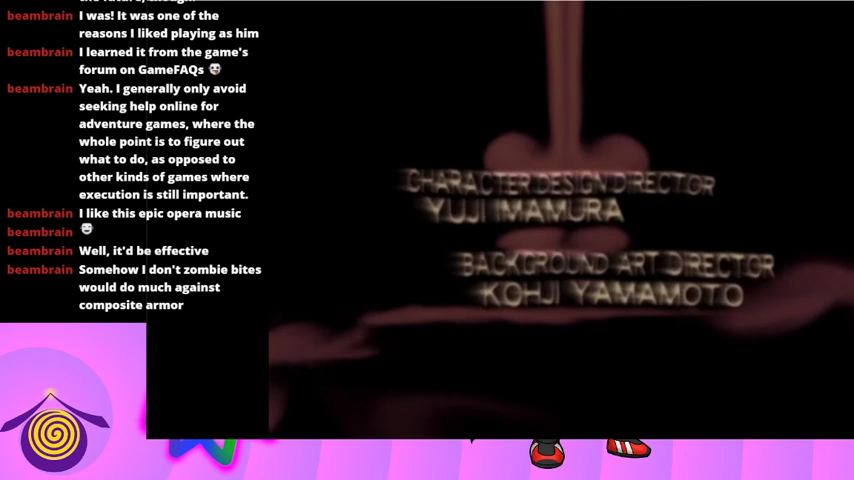 beambrain I was! It was one of the
reasons I liked playing as him
beambrain I learned it from the game's
forum on GameFAQs
beambrain Yeah. I generally only avoid
seeking help online for
adventure games, where the
whole point is to figure out
what to do, as opposed to
other kinds of games where
execution is still important.
beambrain I like this epic opera music
beambrain
beambrain Well, it'd be effective
beambrain Somehow I don't zombie bites
would do much against
composite armor
CHARACTER DESIGN DIRECTOR
YUJI IMAMURA
BACKGROUND ART DIRECTOR
KOHJI YAMAMOTO